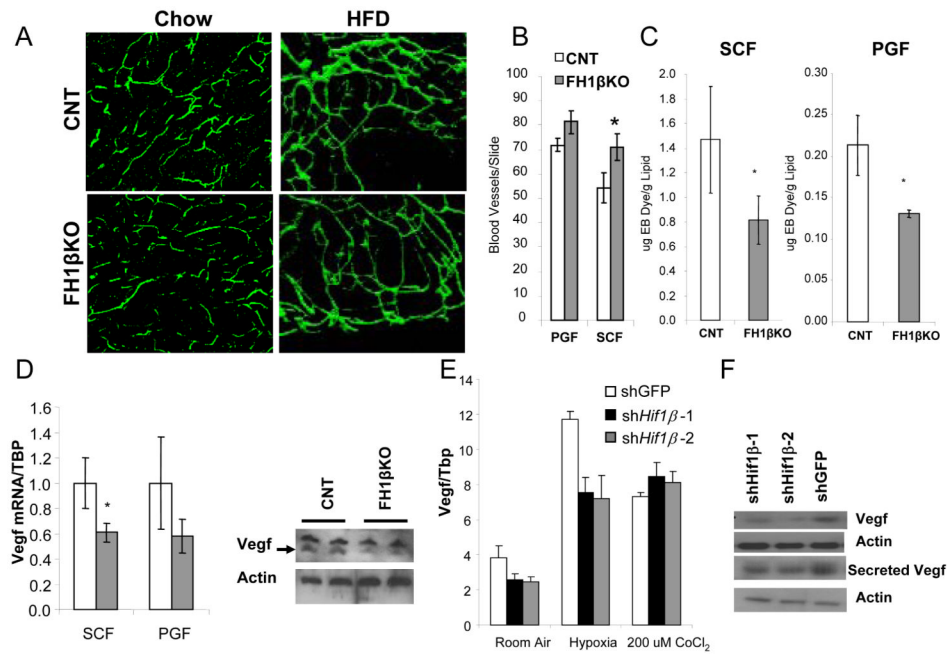 A
Chow
HFD
CNT
FH1βKO
B
CNT
FH1βKO
Blood Vessels/Slide
100
90
80
70
60
50
40
30
20
10
0
*
PGF
SCF
C
SCF
ug EB Dye/g Lipid
2.0
1.8
1.6
1.4
1.2
1.0
0.8
0.6
0.4
0.2
0.0
*
CNT
FH1βKO
PGF
ug EB Dye/g Lipid
0.30
0.25
0.20
0.15
0.10
0.05
0.00
*
CNT
FH1βKO
D
Vegf mRNA/TBP
1.6
1.4
1.2
1.0
0.8
0.6
0.4
0.2
0.0
*
SCF
PGF
CNT
FH1βKO
Vegf
Actin
E
Vegf/Tbp
14
12
10
8
6
4
2
0
shGFP
shHif1β-1
shHif1β-2
Room Air
Hypoxia
200 uM CoCl₂
F
shHif1β-1
shHif1β-2
shGFP
Vegf
Actin
Secreted Vegf
Actin